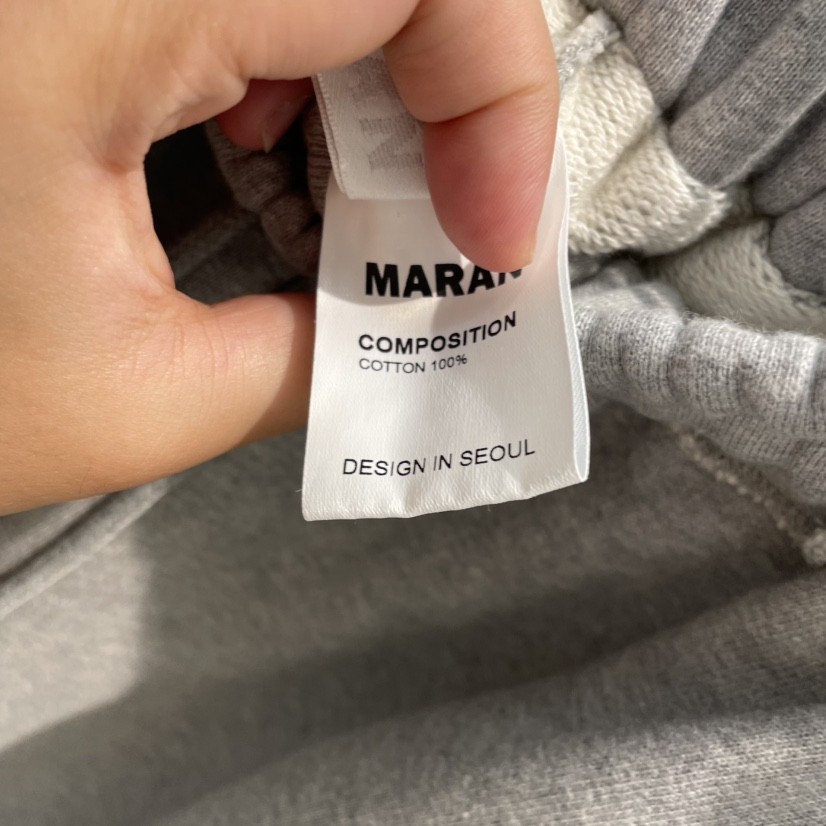 MARAN
COMPOSITION
COTTON 100%
DESIGN IN SEOUL